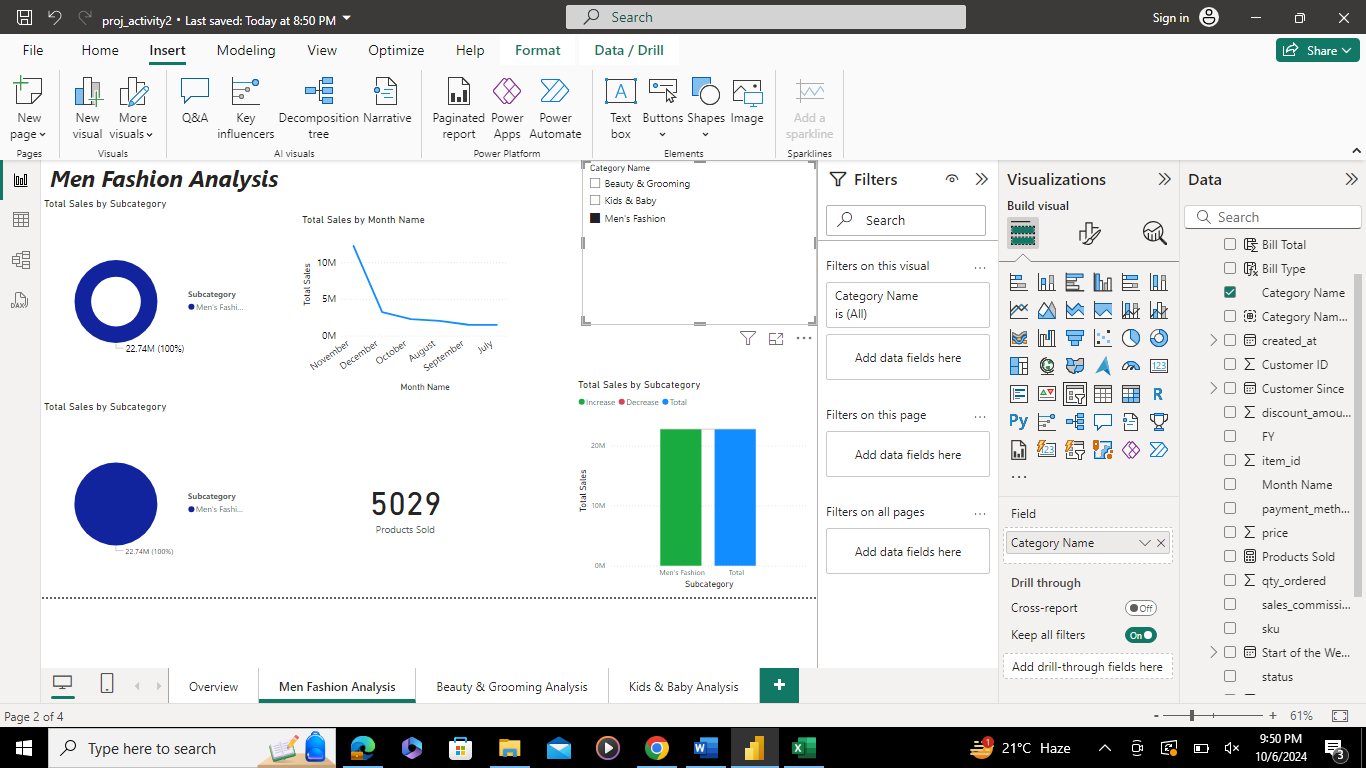 proj_activity2 • Last saved: Today at 8:50 PM
Search
Sign in
File
Home
Insert
Modeling
View
Optimize
Help
Format
Data / Drill
Share
New page
New visual
More visuals
Q&A
Key influencers
Decomposition tree
Narrative
Paginated report
Power Apps
Power Automate
Text box
Buttons
Shapes
Image
Add a sparkline
Pages
Visuals
AI visuals
Power Platform
Elements
Sparklines
Men Fashion Analysis
Total Sales by Subcategory
Subcategory
Men's Fashi...
22.74M (100%)
Total Sales by Month Name
Total Sales
10M
5M
0M
November
December
October
August
September
July
Month Name
Category Name
Beauty & Grooming
Kids & Baby
Men's Fashion
Total Sales by Subcategory
Subcategory
Men's Fashi...
22.74M (100%)
5029
Products Sold
Total Sales by Subcategory
Increase
Decrease
Total
Total Sales
20M
10M
0M
Men's Fashion
Total
Subcategory
Filters
Search
Filters on this visual
...
Category Name
is (All)
Add data fields here
Filters on this page
...
Add data fields here
Filters on all pages
...
Add data fields here
Visualizations
Build visual
123
R
Py
123
...
Field
Category Name
Drill through
Cross-report
Off
Keep all filters
On
Add drill-through fields here
Data
Search
Bill Total
Bill Type
Category Name
Category Nam...
created_at
Customer ID
Customer Since
discount_amou...
FY
item_id
Month Name
payment_meth...
price
Products Sold
qty_ordered
sales_commissi...
sku
Start of the We...
status
DAX
Overview
Men Fashion Analysis
Beauty & Grooming Analysis
Kids & Baby Analysis
+
Page 2 of 4
- + 61%
Type here to search
1
21°C Haze
9:50 PM
10/6/2024
3